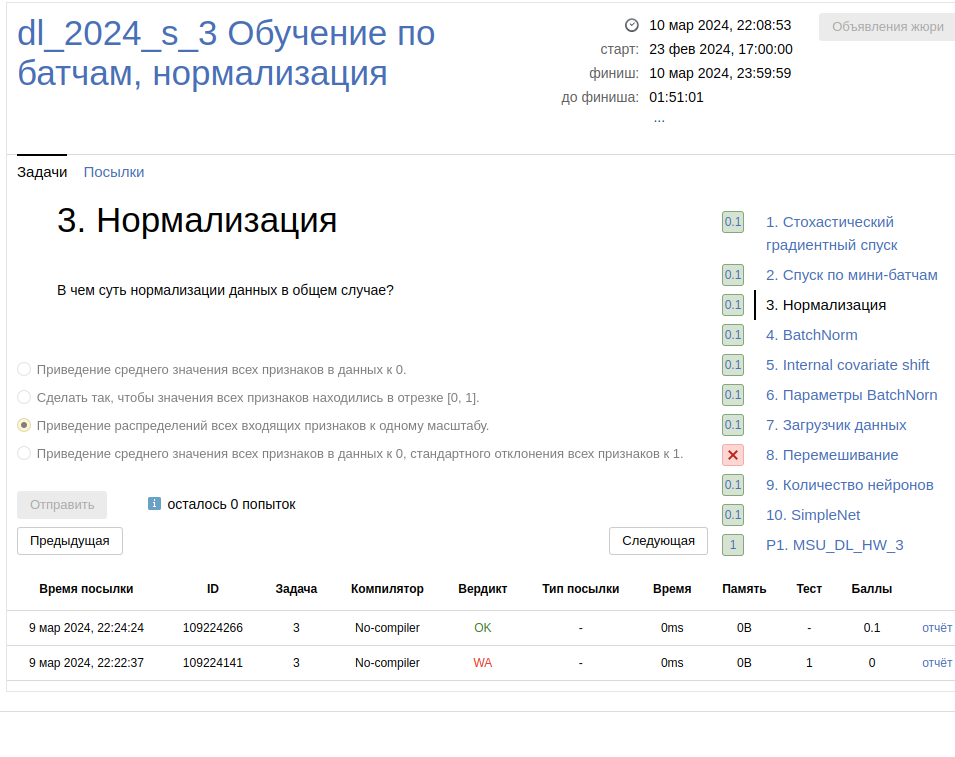 dl_2024_s_3 Обучение по
батчам, нормализация
10 мар 2024, 22:08:53
старт: 23 фев 2024, 17:00:00
финиш: 10 мар 2024, 23:59:59
до финиша: 01:51:01
...
Объявления жюри
Задачи Посылки
3. Нормализация
В чем суть нормализации данных в общем случае?
Приведение среднего значения всех признаков в данных к 0.
Сделать так, чтобы значения всех признаков находились в отрезке [0, 1].
Приведение распределений всех входящих признаков к одному масштабу.
Приведение среднего значения всех признаков в данных к 0, стандартного отклонения всех признаков к 1.
Отправить i осталось 0 попыток
Предыдущая Следующая
0.1 1. Стохастический
градиентный спуск
0.1 2. Спуск по мини-батчам
0.1 3. Нормализация
0.1 4. BatchNorm
0.1 5. Internal covariate shift
0.1 6. Параметры BatchNorn
0.1 7. Загрузчик данных
8. Перемешивание
0.1 9. Количество нейронов
0.1 10. SimpleNet
1 P1. MSU_DL_HW_3
Время посылки ID Задача Компилятор Вердикт Тип посылки Время Память Тест Баллы
9 мар 2024, 22:24:24 109224266 3 No-compiler OK - 0ms 0B - 0.1 отчёт
9 мар 2024, 22:22:37 109224141 3 No-compiler WA - 0ms 0B 1 0 отчёт